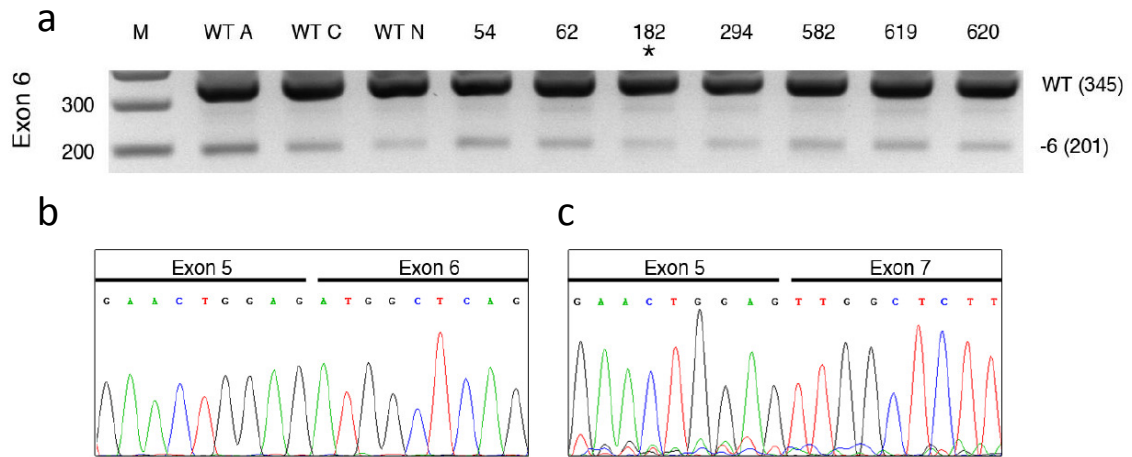 a
M WT A WT C WT N 54 62 182 294 582 619 620
*
Exon 6
300
200
WT (345)
-6 (201)
b
Exon 5 Exon 6
G A A C T G G A G A T G G C T C A G
c
Exon 5 Exon 7
G A A C T G G A G T T G G C T C T T